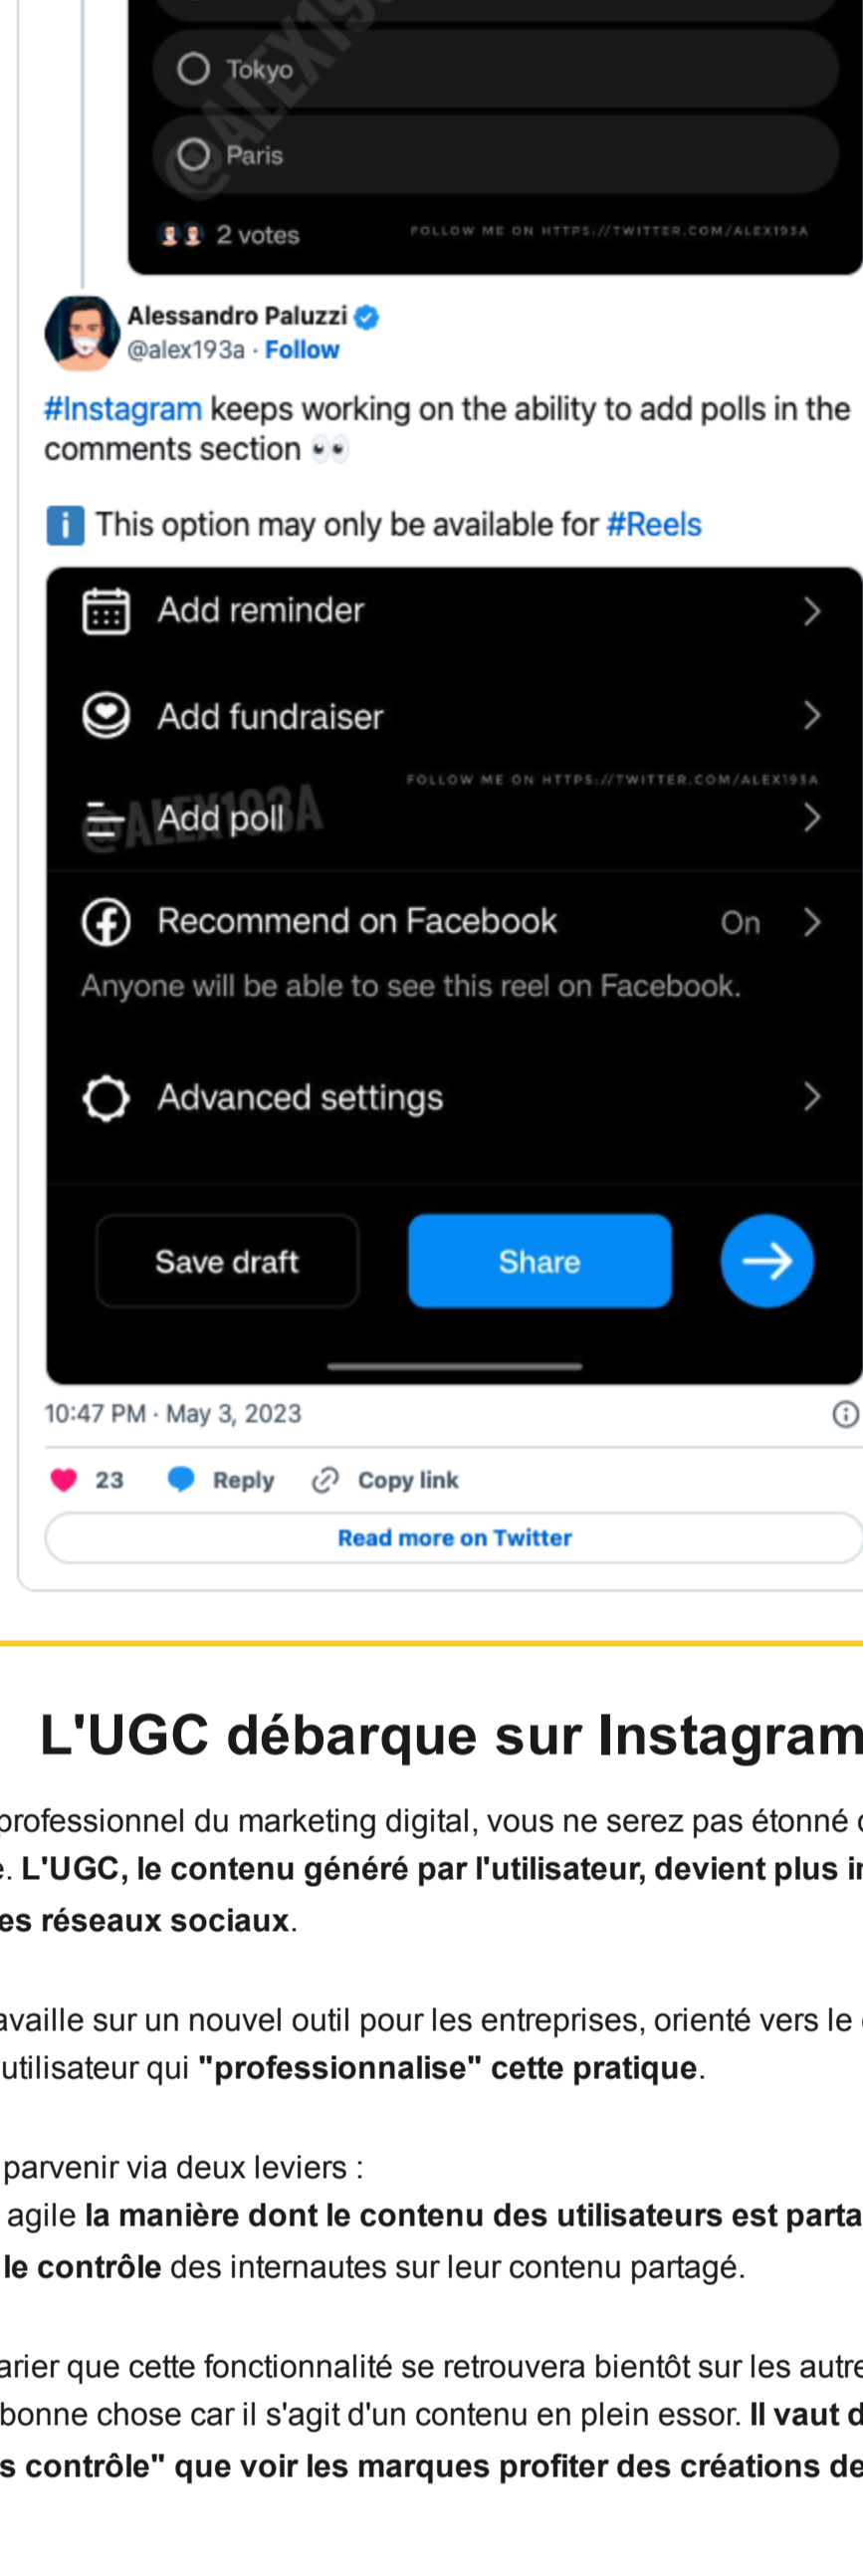 Tokyo
Paris
2 votes
FOLLOW ME ON HTTPS://TWITTER.COM/ALEX193A
@ALEX193
Alessandro Paluzzi
@alex193a · Follow
#Instagram keeps working on the ability to add polls in the
comments section 👀
ℹ️ This option may only be available for #Reels
Add reminder
Add fundraiser
FOLLOW ME ON HTTPS://TWITTER.COM/ALEX193A
@ALEX193A
Add poll
Recommend on Facebook On
Anyone will be able to see this reel on Facebook.
Advanced settings
Save draft Share
10:47 PM · May 3, 2023
23 Reply Copy link
Read more on Twitter
L'UGC débarque sur Instagram
professionnel du marketing digital, vous ne serez pas étonné
. L'UGC, le contenu généré par l'utilisateur, devient plus
es réseaux sociaux.
availle sur un nouvel outil pour les entreprises, orienté vers le
utilisateur qui "professionnalise" cette pratique.
parvenir via deux leviers :
agile la manière dont le contenu des utilisateurs est parta
le contrôle des internautes sur leur contenu partagé.
arier que cette fonctionnalité se retrouvera bientôt sur les autre
bonne chose car il s'agit d'un contenu en plein essor. Il vaut
s contrôle" que voir les marques profiter des créations de